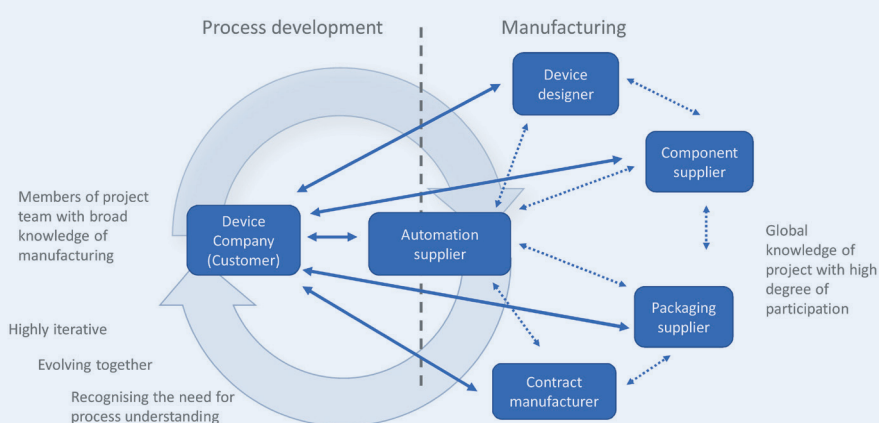 Process development
Manufacturing
Device
designer
Component
supplier
Members of project
team with broad
knowledge of
manufacturing
Device
Company
(Customer)
Automation
supplier
Global
knowledge of
project with high
degree of
participation
Packaging
supplier
Highly iterative
Evolving together
Recognising the need for
process understanding
Contract
manufacturer